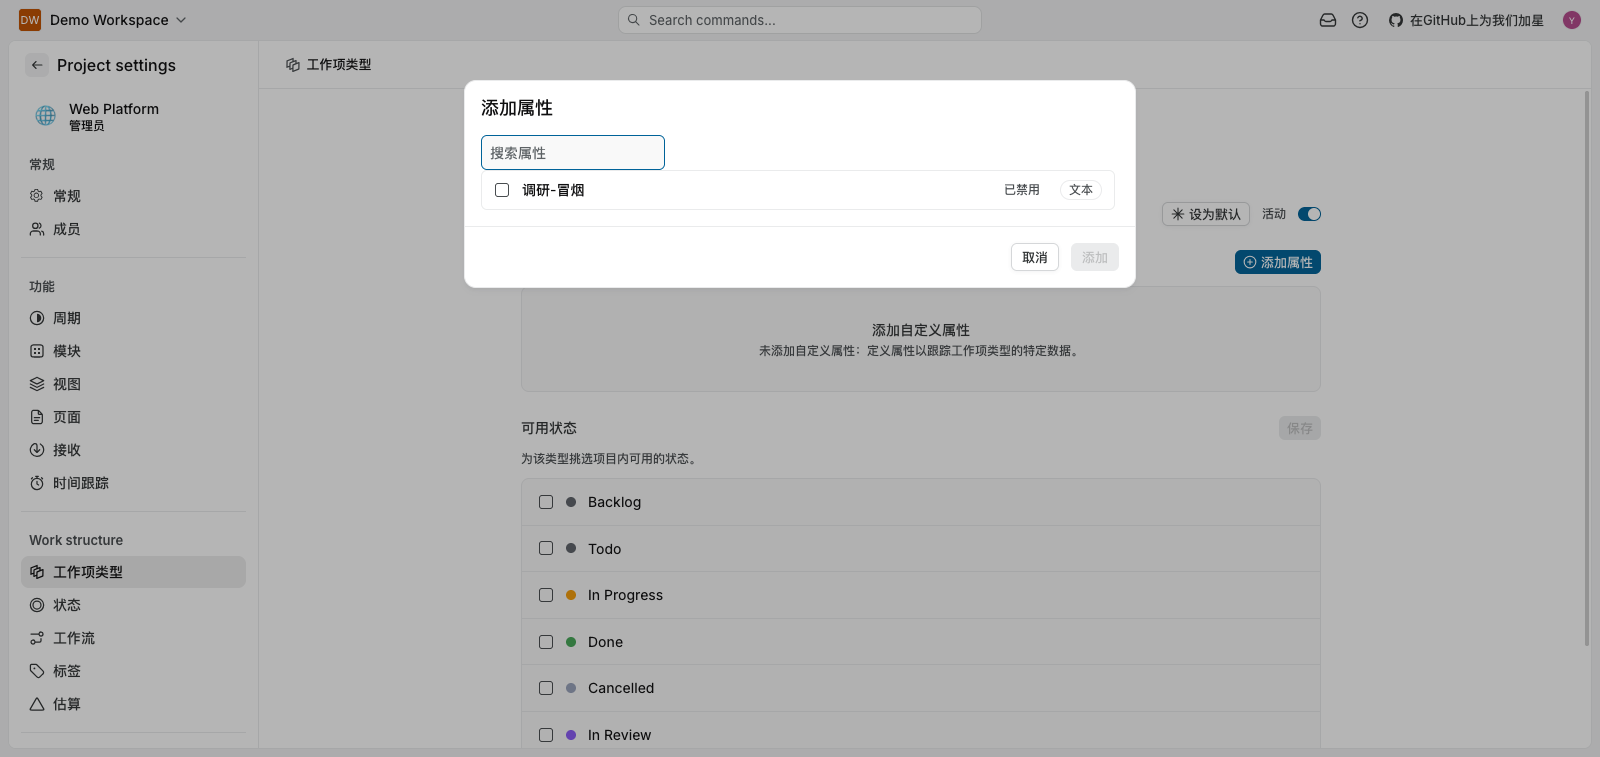 DW Demo Workspace
Search commands...
在GitHub上为我们加星
Y
Project settings
Web Platform
管理员
常规
常规
成员
功能
周期
模块
视图
页面
接收
时间跟踪
Work structure
工作项类型
状态
工作流
标签
估算
工作项类型
添加属性
搜索属性
调研-冒烟 已禁用 文本
取消 添加
设为默认 活动
添加属性
添加自定义属性
未添加自定义属性：定义属性以跟踪工作项类型的特定数据。
可用状态 保存
为该类型挑选项目内可用的状态。
Backlog
Todo
In Progress
Done
Cancelled
In Review